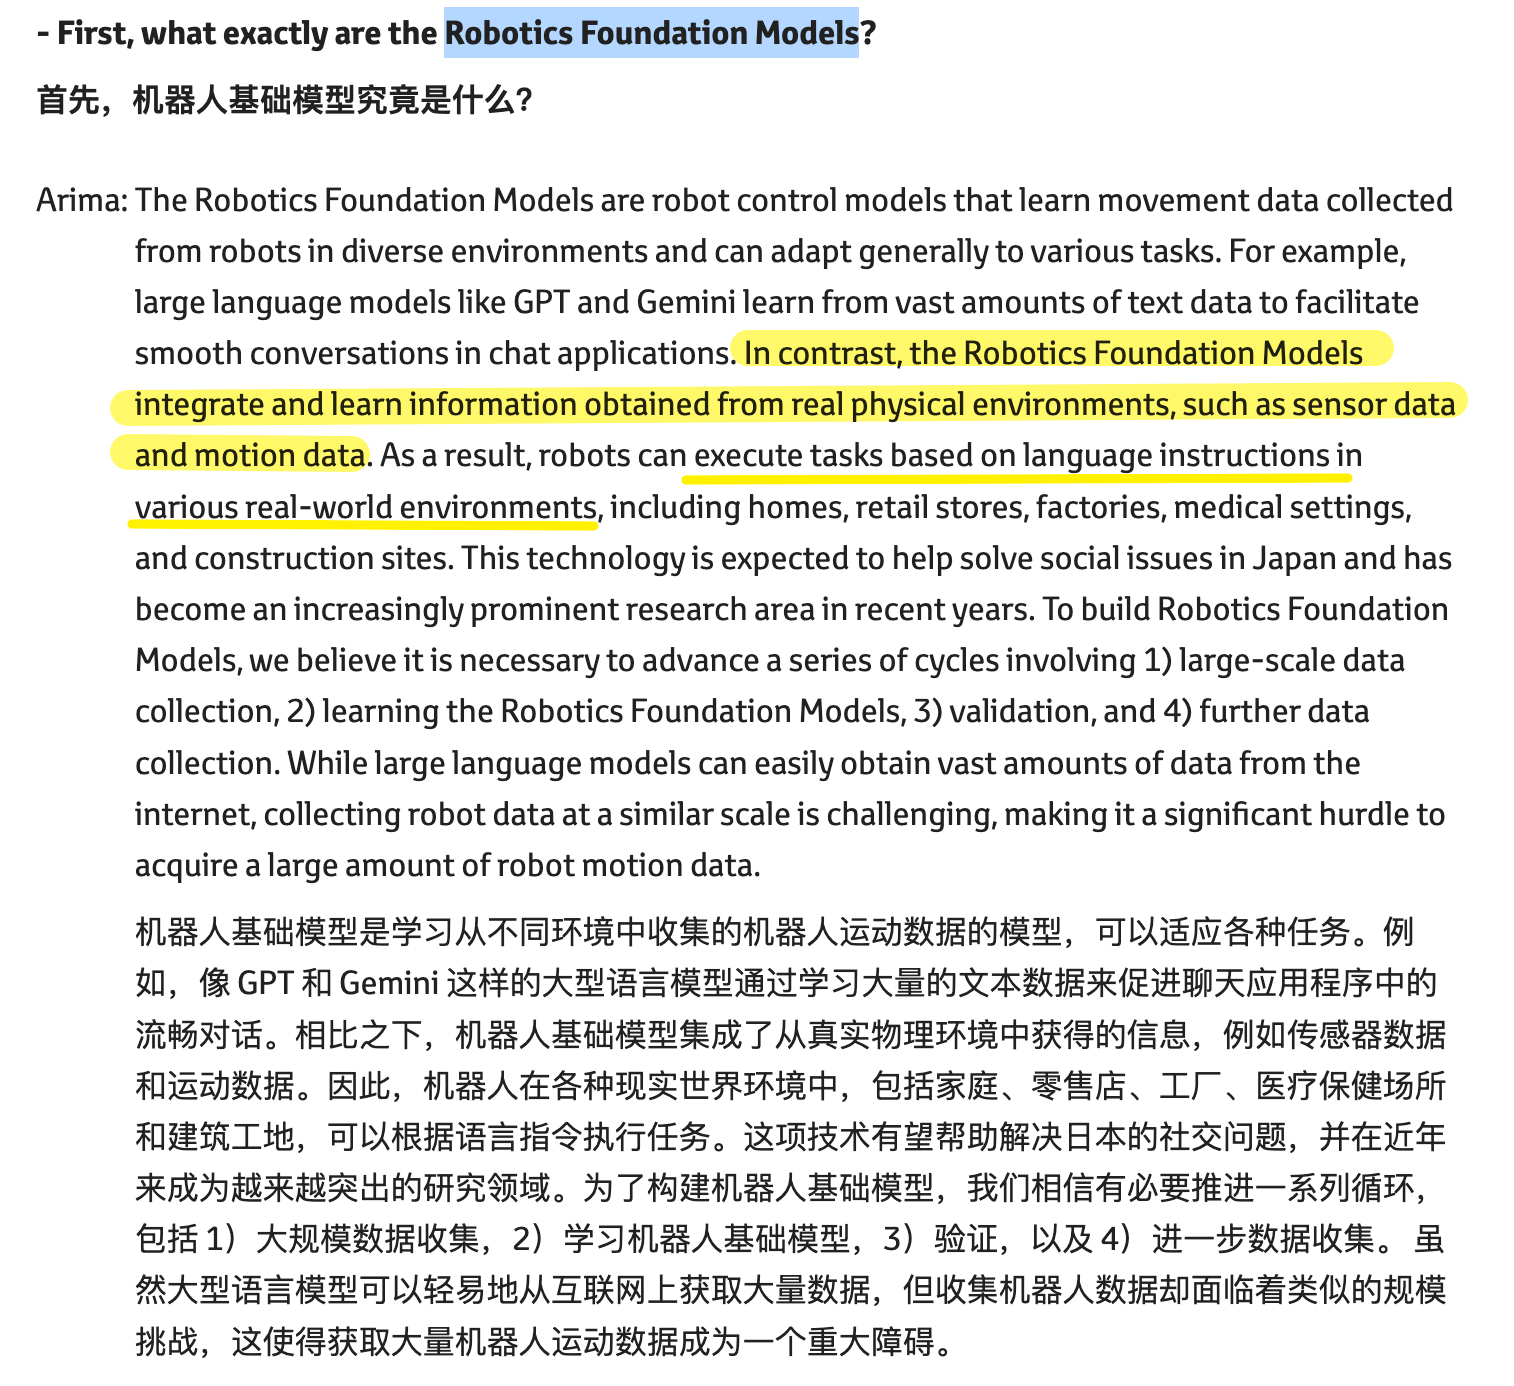 - First, what exactly are the Robotics Foundation Models?
首先，机器人基础模型究竟是什么?
Arima: The Robotics Foundation Models are robot control models that learn movement data collected
from robots in diverse environments and can adapt generally to various tasks. For example,
large language models like GPT and Gemini learn from vast amounts of text data to facilitate
smooth conversations in chat applications. In contrast, the Robotics Foundation Models
integrate and learn information obtained from real physical environments, such as sensor data
and motion data. As a result, robots can execute tasks based on language instructions in
various real-world environments, including homes, retail stores, factories, medical settings,
and construction sites. This technology is expected to help solve social issues in Japan and has
become an increasingly prominent research area in recent years. To build Robotics Foundation
Models, we believe it is necessary to advance a series of cycles involving 1) large-scale data
collection, 2) learning the Robotics Foundation Models, 3) validation, and 4) further data
collection. While large language models can easily obtain vast amounts of data from the
internet, collecting robot data at a similar scale is challenging, making it a significant hurdle to
acquire a large amount of robot motion data.
机器人基础模型是学习从不同环境中收集的机器人运动数据的模型，可以适应各种任务。例
如，像 GPT 和 Gemini 这样的大型语言模型通过学习大量的文本数据来促进聊天应用程序中的
流畅对话。相比之下，机器人基础模型集成了从真实物理环境中获得的信息，例如传感器数据
和运动数据。因此，机器人在各种现实世界环境中，包括家庭、零售店、工厂、医疗保健场所
和建筑工地，可以根据语言指令执行任务。这项技术有望帮助解决日本的社交问题，并在近年
来成为越来越突出的研究领域。为了构建机器人基础模型，我们相信有必要推进一系列循环，
包括 1）大规模数据收集，2）学习机器人基础模型，3）验证，以及 4）进一步数据收集。虽
然大型语言模型可以轻易地从互联网上获取大量数据，但收集机器人数据却面临着类似的规模
挑战，这使得获取大量机器人运动数据成为一个重大障碍。